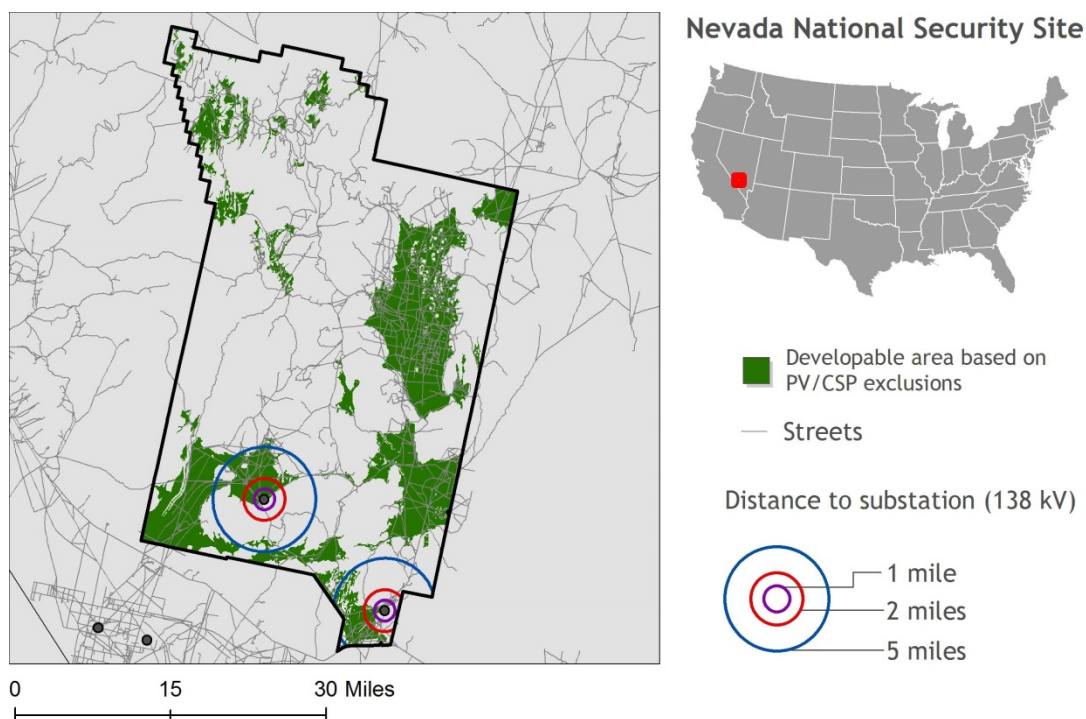 Nevada National Security Site
Developable area based on
PV/CSP exclusions
Streets
Distance to substation (138 kV)
1 mile
2 miles
5 miles
0 15 30 Miles